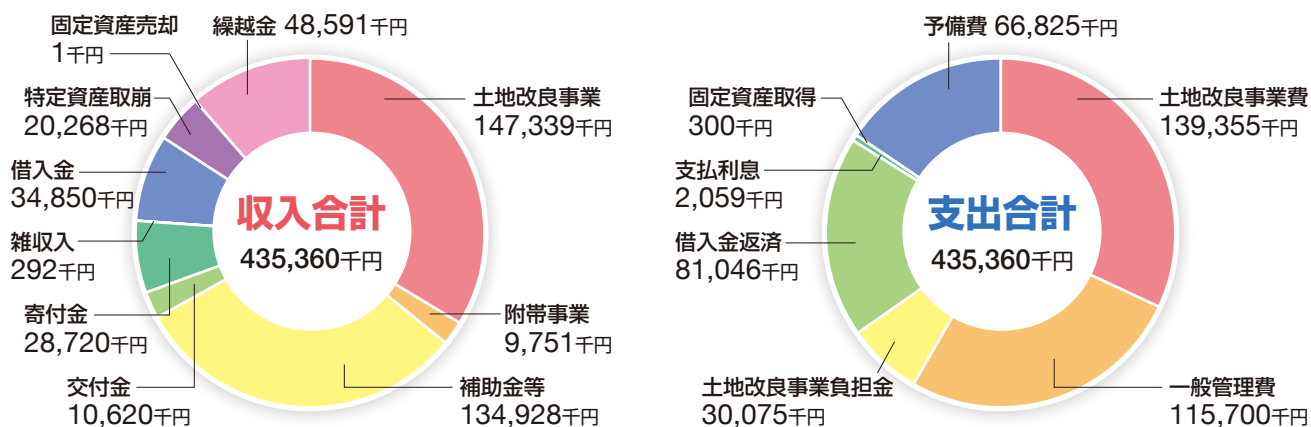 収入合計
435,360千円
土地改良事業
147,339千円
附帯事業
9,751千円
補助金等
134,928千円
交付金
10,620千円
寄付金
28,720千円
雑収入
292千円
借入金
34,850千円
特定資産取崩
20,268千円
固定資産売却
1千円
繰越金 48,591千円
支出合計
435,360千円
土地改良事業費
139,355千円
一般管理費
115,700千円
土地改良事業負担金
30,075千円
借入金返済
81,046千円
支払利息
2,059千円
固定資産取得
300千円
予備費 66,825千円